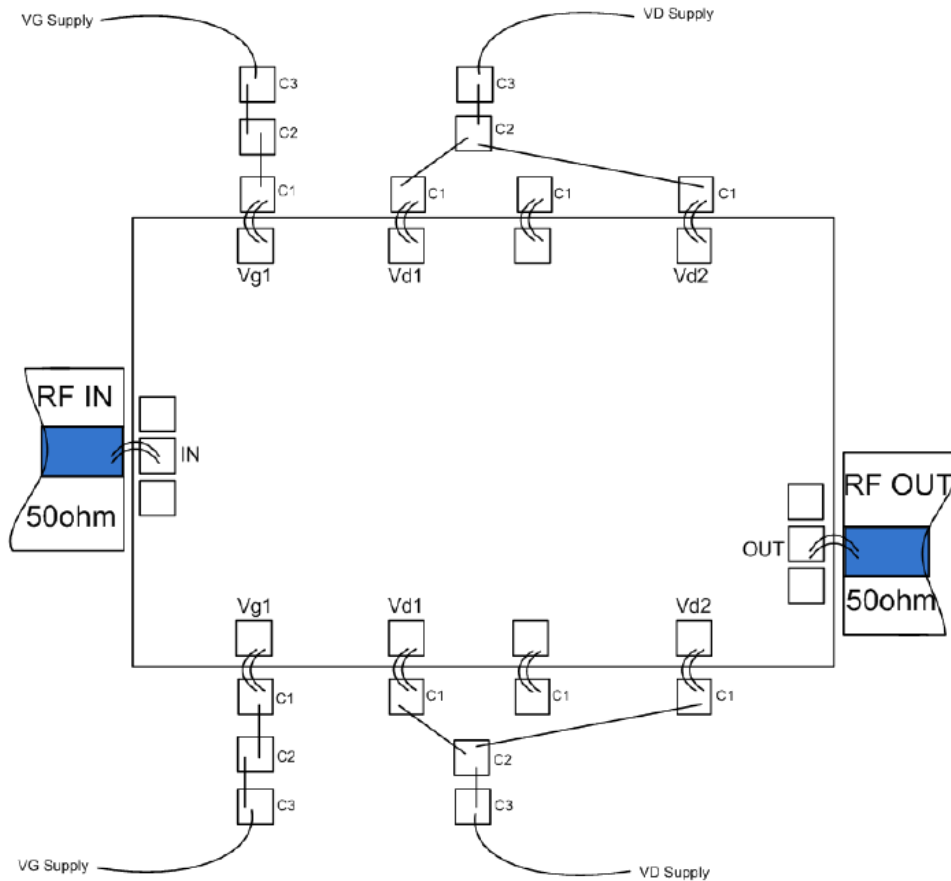 VG Supply
VD Supply
C3
C3
C2
C2
C1
C1
C1
C1
Vg1
Vd1
Vd2
RF IN
IN
50ohm
RF OUT
OUT
50ohm
Vg1
Vd1
Vd2
C1
C1
C1
C1
C2
C2
C3
C3
VG Supply
VD Supply